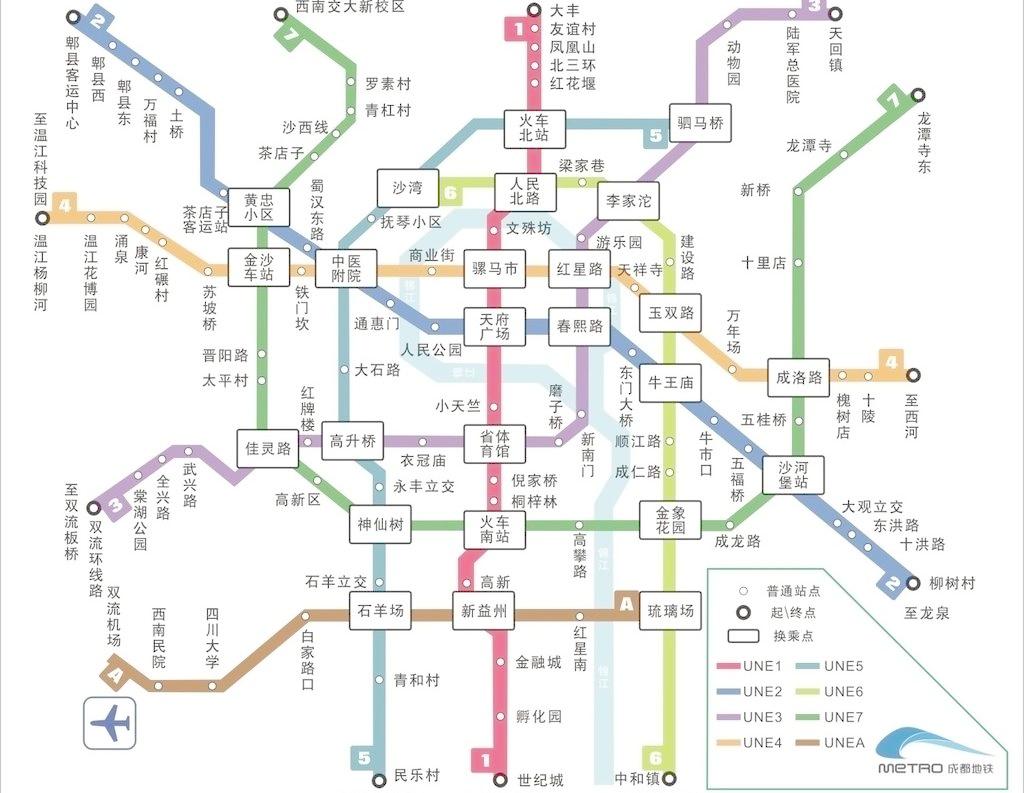 西南交大新校区
大丰
友谊村
凤凰山
北三环
红花堰
1
2
3
7
天回镇
陆军总医院
动物园
郫县客运中心
郫县西
郫县东
万福村
土桥
罗素村
青杠村
沙西线
茶店子
火车
北站
5
驷马桥
7
龙潭寺东
龙潭寺
新桥
十里店
至温江科技园
4
温江杨柳河
温江花博园
涌泉
康河
红碾村
苏坡桥
茶店子
客运站
黄忠
小区
蜀汉东路
沙湾
6
人民
北路
梁家巷
李家沱
抚琴小区
文殊坊
游乐园
建设路
金沙
车站
铁门坎
中医
附院
商业街
骡马市
红星路
天祥寺
锦江
锦江
玉双路
通惠门
人民公园
天府
广场
春熙路
万年场
晋阳路
太平村
大石路
锦江
东门大桥
牛王庙
成洛路
4
槐树店
十陵
至西河
红牌楼
小天竺
磨子桥
五桂桥
牛市口
五福桥
佳灵路
高升桥
衣冠庙
省体
育馆
新南门
顺江路
成仁路
沙河
堡站
武兴路
全兴路
棠湖公园
3
双流环线路
至双流板桥
高新区
永丰立交
倪家桥
桐梓林
神仙树
火车
南站
高攀路
金象
花园
成龙路
大观立交
东洪路
十洪路
锦江
2
柳树村
至龙泉
石羊立交
高新
双流机场
西南民院
四川大学
白家路口
石羊场
新益州
红星南
A
琉璃场
A
锦江
青和村
金融城
孵化园
5
民乐村
1
世纪城
6
中和镇
普通站点
起\终点
换乘点
UNE1
UNE5
UNE2
UNE6
UNE3
UNE7
UNE4
UNEA
METRO 成都地铁